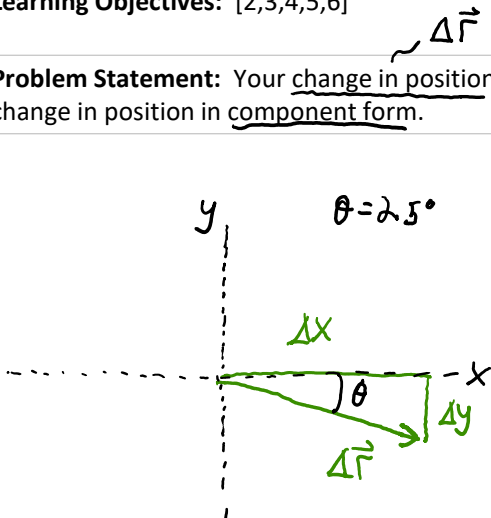 Learning Objectives: [2,3,4,5,6]
Δr⃗
Problem Statement: Your change in position
change in position in component form.
y
θ=25°
Δx
x
θ
Δy
Δr⃗